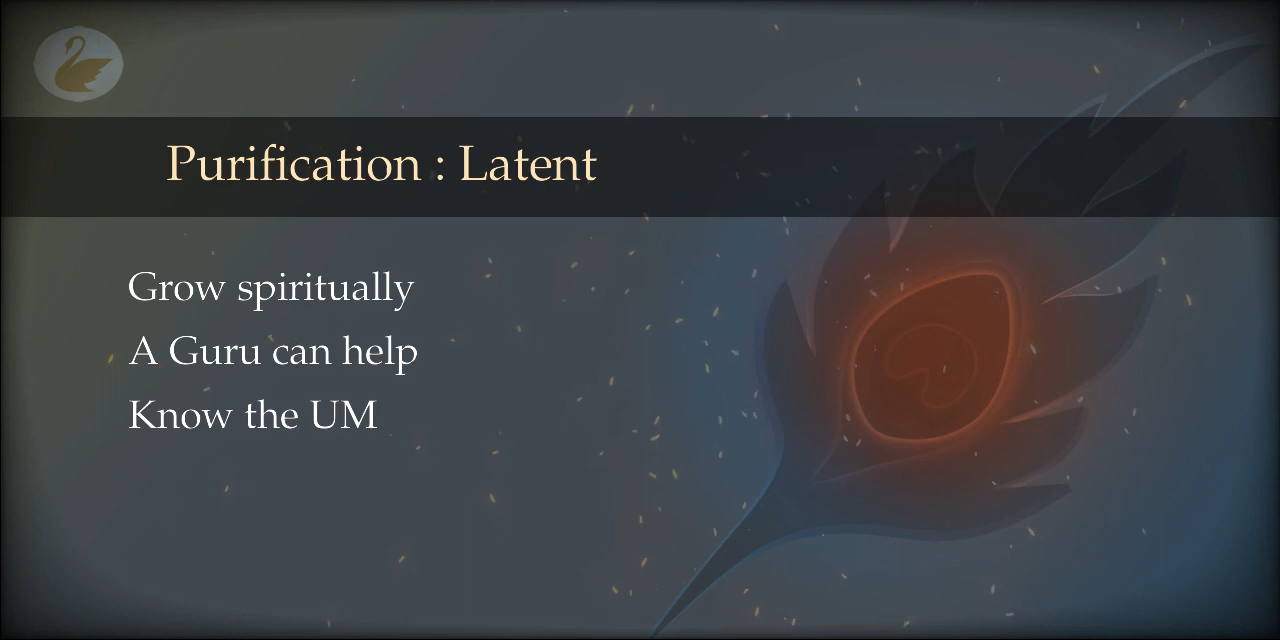 Purification : Latent
Grow spiritually
A Guru can help
Know the UM